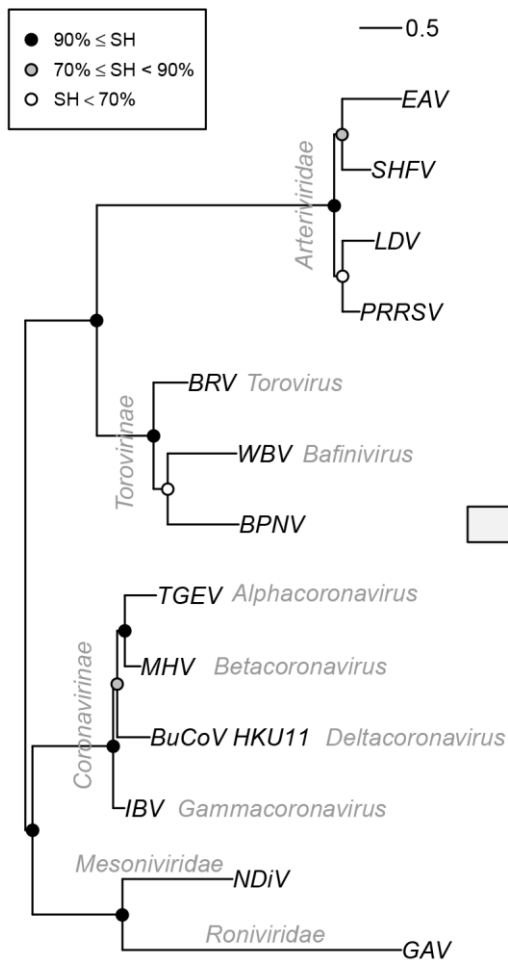 90% ≤ SH
70% ≤ SH < 90%
SH < 70%
0.5
EAV
SHFV
Arteriviridae
LDV
PRRSV
BRV Torovirus
Torovirinae
WBV Bafinivirus
BPNV
TGEV Alphacoronavirus
MHV Betacoronavirus
Coronavirinae
BuCoV HKU11 Deltacoronavirus
IBV Gammacoronavirus
Mesoniviridae
NDiV
Roniviridae
GAV